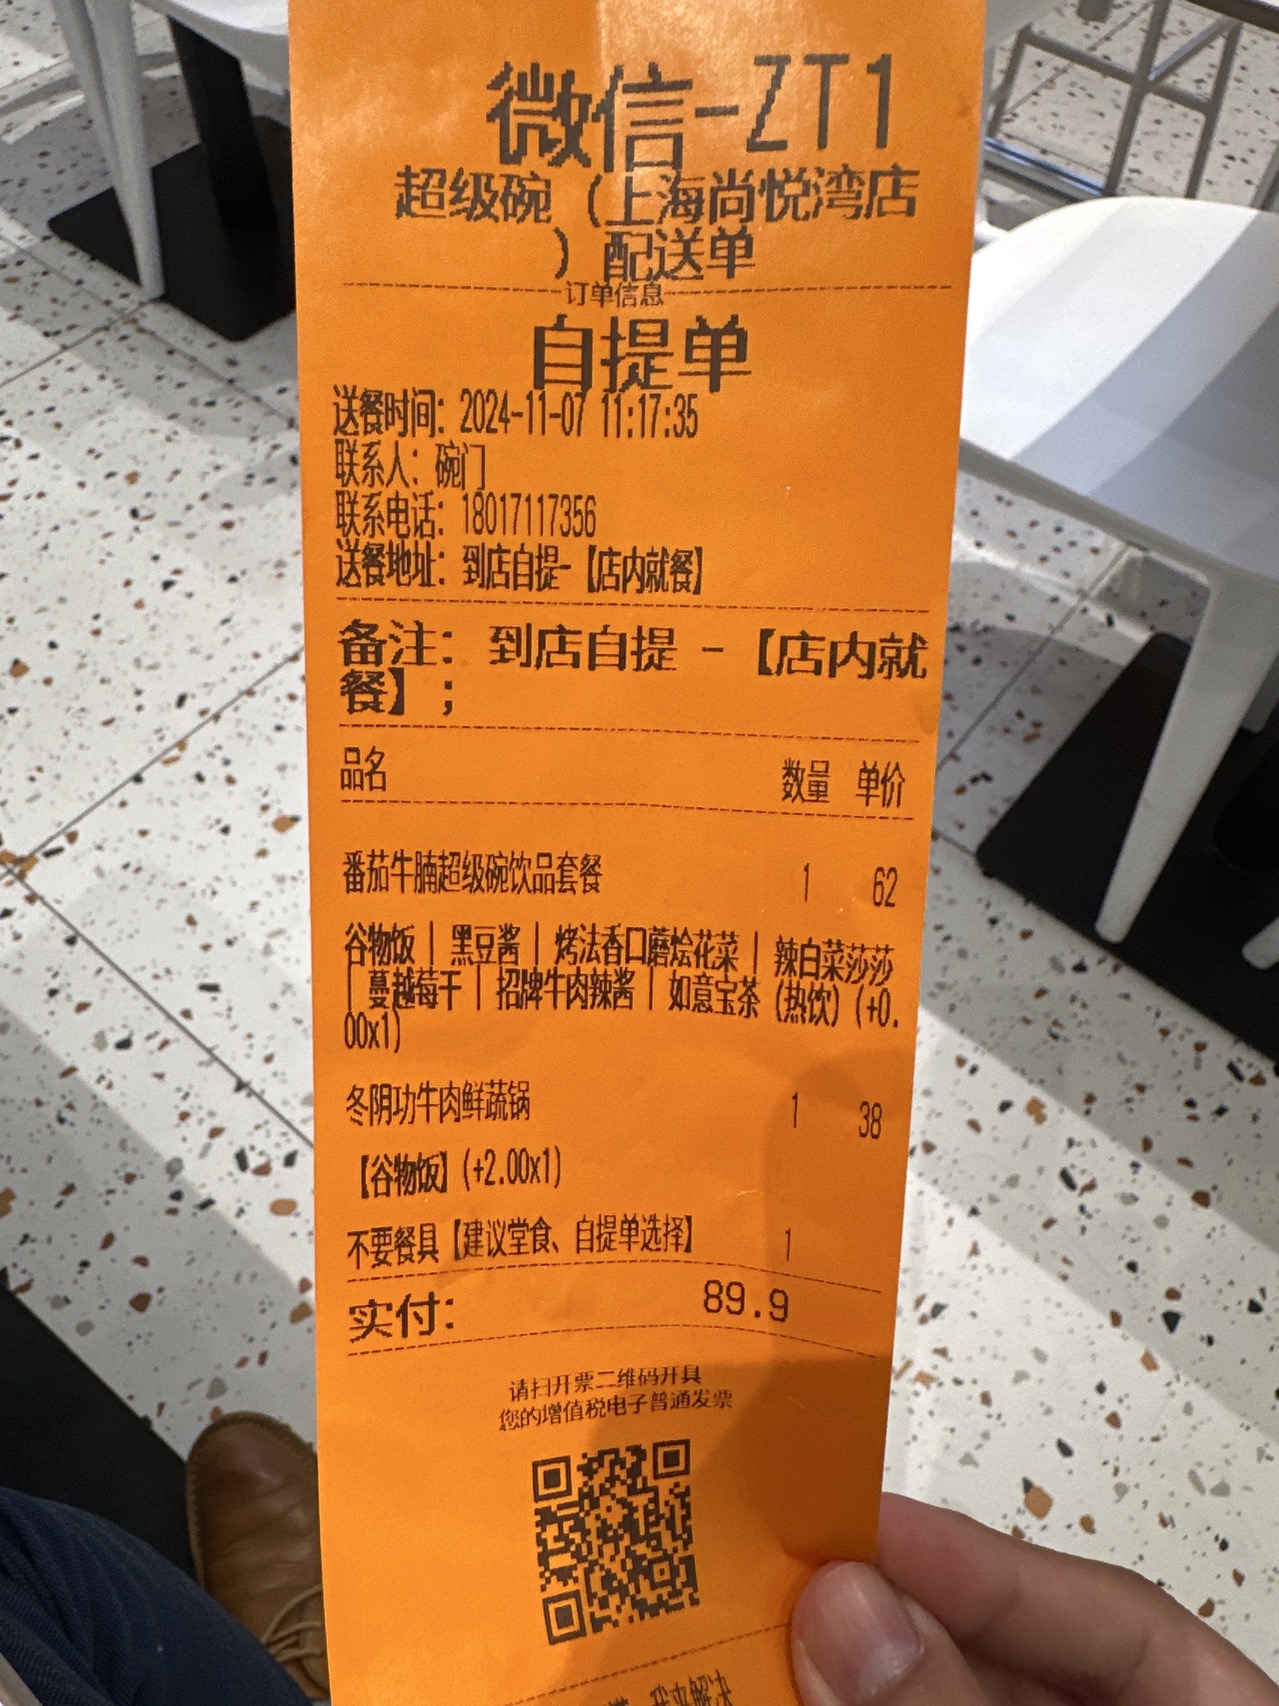 微信-ZT1
超级碗（上海尚悦湾店
）配送单
订单信息
自提单
送餐时间：2024-11-07 11:17:35
联系人：碗门
联系电话：18017117356
送餐地址：到店自提-【店内就餐】
备注：到店自提 -【店内就
餐】；
品名 数量 单价
番茄牛腩超级碗饮品套餐 1 62
谷物饭 | 黑豆酱 | 烤法香口蘑烩花菜 | 辣白菜莎莎
| 蔓越莓干 | 招牌牛肉辣酱 | 如意宝茶（热饮）(+0.
00x1)
冬阴功牛肉鲜蔬锅 1 38
【谷物饭】(+2.00x1)
不要餐具【建议堂食、自提单选择】 1
实付： 89.9
请扫开票二维码开具
您的增值税电子普通发票
我来解决